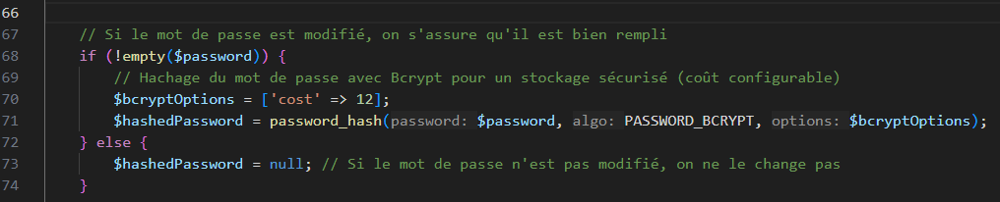 66
67 // Si le mot de passe est modifié, on s'assure qu'il est bien rempli
68 if (!empty($password)) {
69 // Hachage du mot de passe avec Bcrypt pour un stockage sécurisé (coût configurable)
70 $bcryptOptions = ['cost' => 12];
71 $hashedPassword = password_hash(password: $password, algo: PASSWORD_BCRYPT, options: $bcryptOptions);
72 } else {
73 $hashedPassword = null; // Si le mot de passe n'est pas modifié, on ne le change pas
74 }